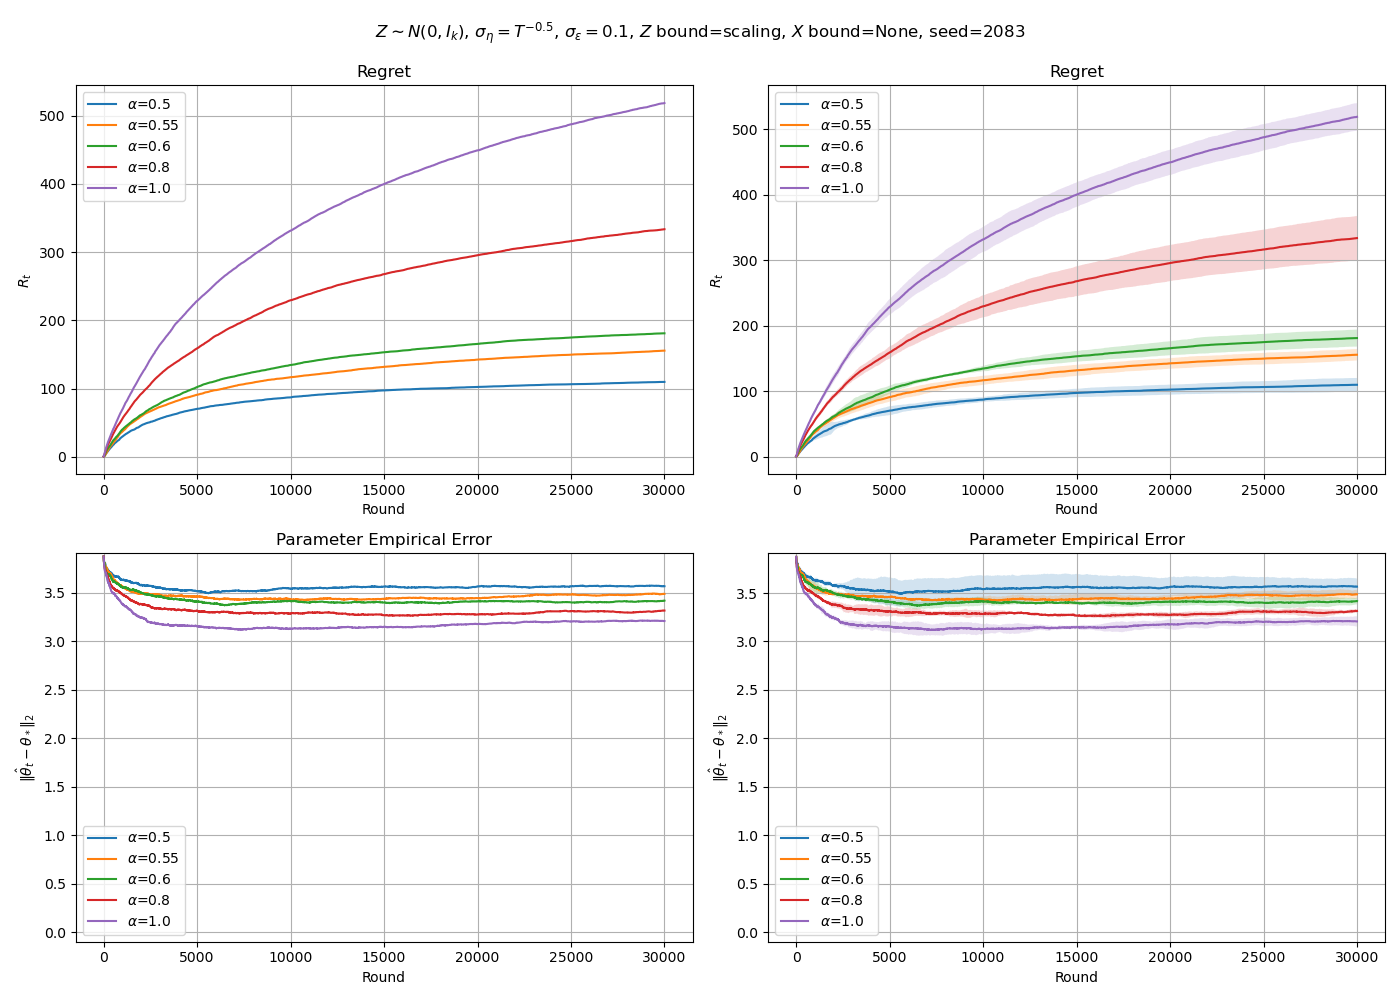 Z ~ N(0, I_k), σ_η = T^{−0.5}, σ_ε = 0.1, Z bound=scaling, X bound=None, seed=2083
Regret
α=0.5
α=0.55
α=0.6
α=0.8
α=1.0
R_t
500
400
300
200
100
0
0 5000 10000 15000 20000 25000 30000
Round
Regret
α=0.5
α=0.55
α=0.6
α=0.8
α=1.0
R_t
500
400
300
200
100
0
0 5000 10000 15000 20000 25000 30000
Round
Parameter Empirical Error
‖θ̂_t − θ_*‖_2
3.5
3.0
2.5
2.0
1.5
1.0
0.5
0.0
α=0.5
α=0.55
α=0.6
α=0.8
α=1.0
0 5000 10000 15000 20000 25000 30000
Round
Parameter Empirical Error
‖θ̂_t − θ_*‖_2
3.5
3.0
2.5
2.0
1.5
1.0
0.5
0.0
α=0.5
α=0.55
α=0.6
α=0.8
α=1.0
0 5000 10000 15000 20000 25000 30000
Round